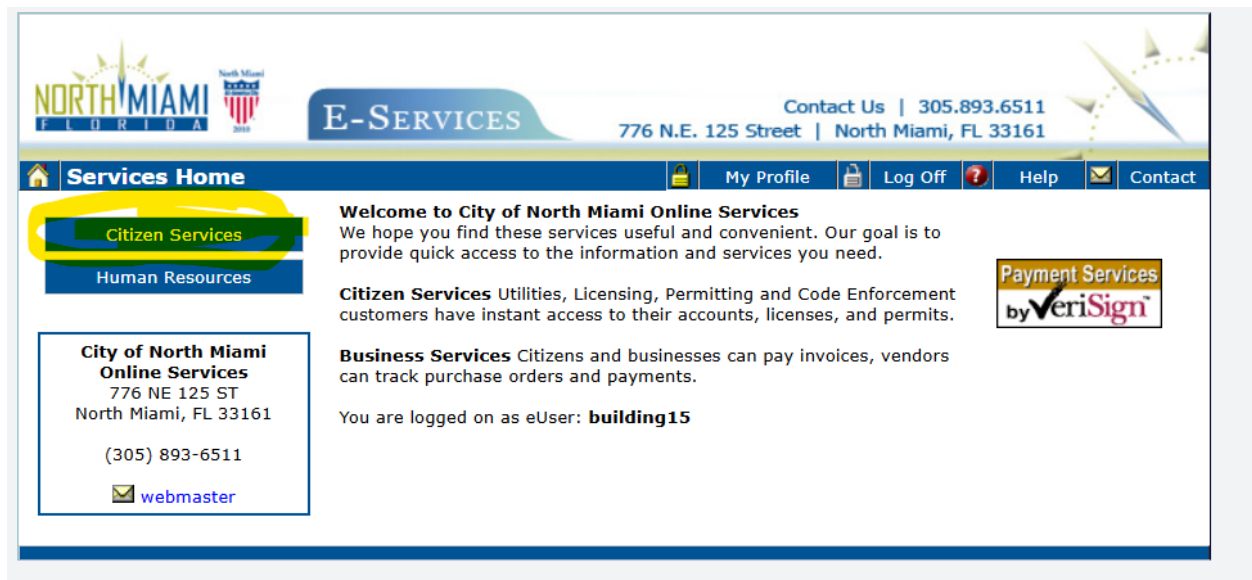 NORTH MIAMI
FLORIDA
North Miami
2010
E-SERVICES
Contact Us | 305.893.6511
776 N.E. 125 Street | North Miami, FL 33161
Services Home
My Profile
Log Off
Help
Contact
Citizen Services
Human Resources
City of North Miami
Online Services
776 NE 125 ST
North Miami, FL 33161
(305) 893-6511
webmaster
Welcome to City of North Miami Online Services
We hope you find these services useful and convenient. Our goal is to
provide quick access to the information and services you need.
Citizen Services Utilities, Licensing, Permitting and Code Enforcement
customers have instant access to their accounts, licenses, and permits.
Business Services Citizens and businesses can pay invoices, vendors
can track purchase orders and payments.
You are logged on as eUser: building15
Payment Services
by VeriSign